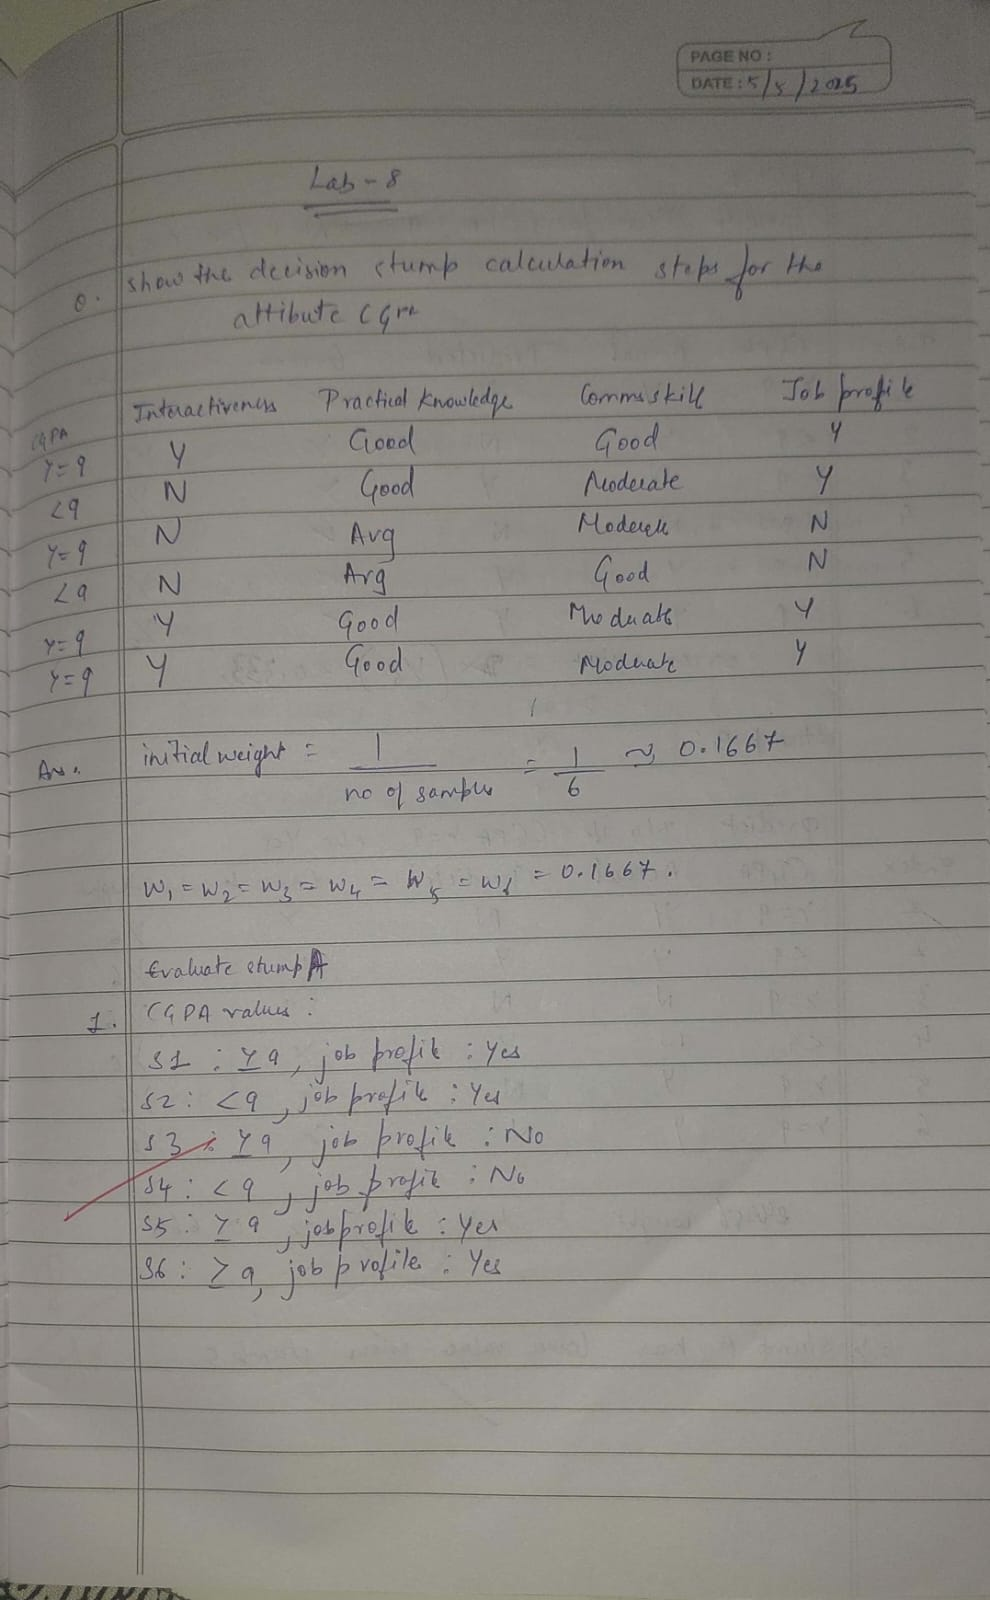 PAGE NO :
DATE : 5/5/2025
Lab - 8
Q. show the decision stump calculation steps for the
attibute CGPA
CGPA Interactiveness Practical Knowledge Comms skill Job profile
Y=9 Y Good Good Y
<9 N Good Moderate Y
Y=9 N Avg Moderate N
<9 N Avg Good N
Y=9 Y Good Moderate Y
Y=9 Y Good Moderate Y
Ans. initial weight = 1 / no of samples = 1/6 ≈ 0.1667
W1 = W2 = W3 = W4 = W5 = W6 = 0.1667.
Evaluate stump A
1. CGPA values :
S1 : ≥9, job profile : Yes
S2 : <9, job profile : Yes
S3 : ≥9, job profile : No
S4 : <9, job profile : No
S5 : ≥9, job profile : Yes
S6 : ≥9, job profile : Yes